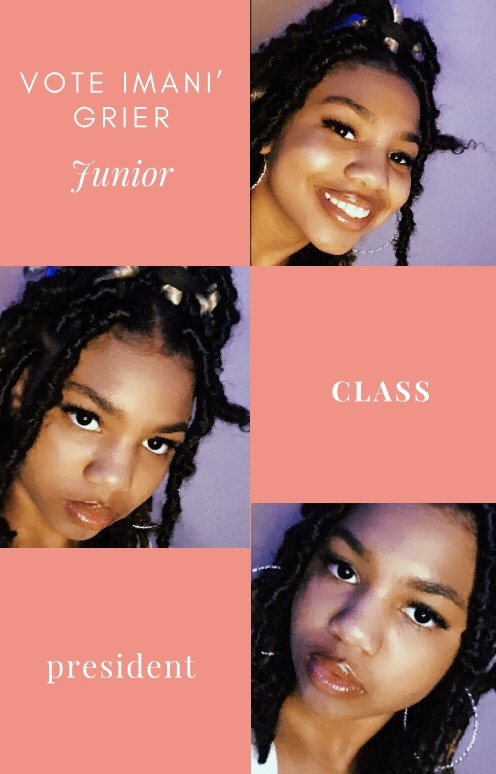 VOTE IMANI’
GRIER
Junior
CLASS
president